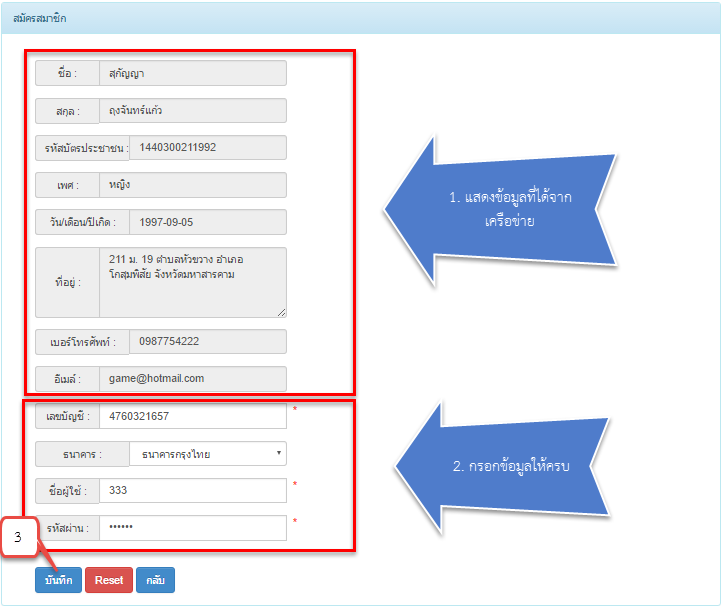 สมัครสมาชิก
ชื่อ : สุกัญญา
สกุล : ถุงจันทร์แก้ว
รหัสบัตรประชาชน : 1440300211992
เพศ : หญิง
วัน/เดือน/ปีเกิด : 1997-09-05
ที่อยู่ : 211 ม. 19 ตำบลหัวขวาง อำเภอ
โกสุมพิสัย จังหวัดมหาสารคาม
เบอร์โทรศัพท์ : 0987754222
อีเมล์ : game@hotmail.com
1. แสดงข้อมูลที่ได้จาก
เครือข่าย
เลขบัญชี : 4760321657 *
ธนาคาร : ธนาคารกรุงไทย
ชื่อผู้ใช้ : 333 *
รหัสผ่าน : •••••• *
2. กรอกข้อมูลให้ครบ
3
บันทึก Reset กลับ